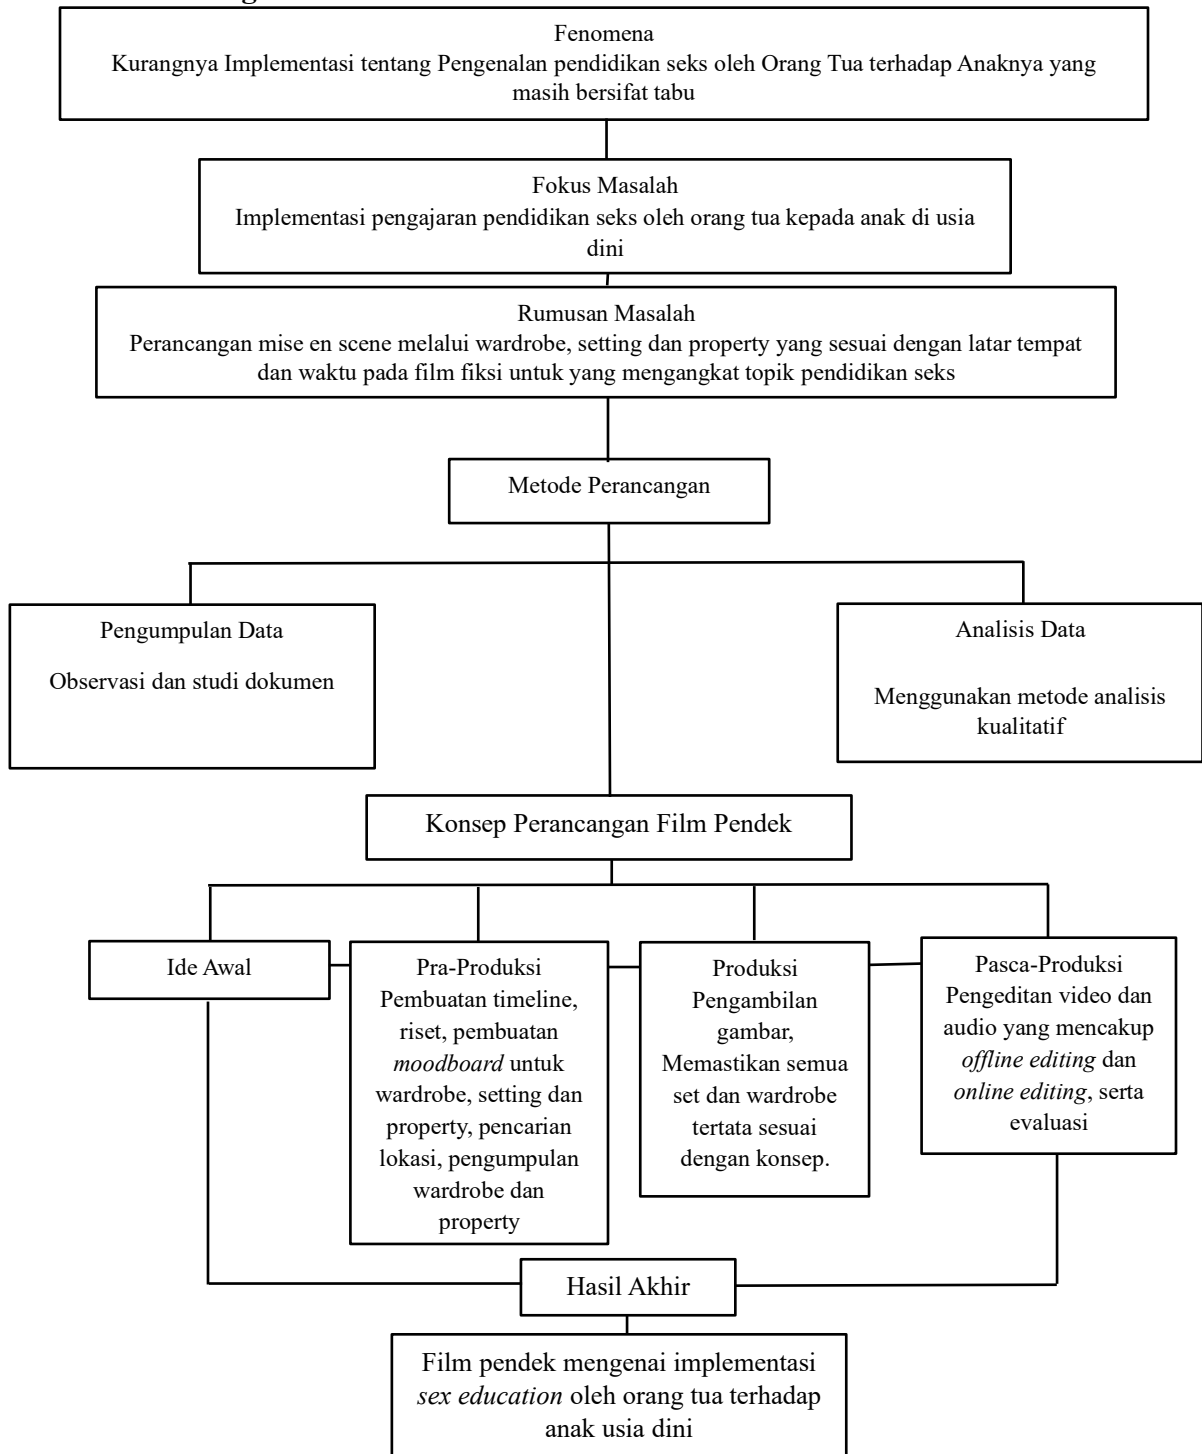 Fenomena
Kurangnya Implementasi tentang Pengenalan pendidikan seks oleh Orang Tua terhadap Anaknya yang
masih bersifat tabu
Fokus Masalah
Implementasi pengajaran pendidikan seks oleh orang tua kepada anak di usia
dini
Rumusan Masalah
Perancangan mise en scene melalui wardrobe, setting dan property yang sesuai dengan latar tempat
dan waktu pada film fiksi untuk yang mengangkat topik pendidikan seks
Metode Perancangan
Pengumpulan Data
Observasi dan studi dokumen
Analisis Data
Menggunakan metode analisis
kualitatif
Konsep Perancangan Film Pendek
Ide Awal
Pra-Produksi
Pembuatan timeline,
riset, pembuatan
moodboard untuk
wardrobe, setting dan
property, pencarian
lokasi, pengumpulan
wardrobe dan
property
Produksi
Pengambilan
gambar,
Memastikan semua
set dan wardrobe
tertata sesuai
dengan konsep.
Pasca-Produksi
Pengeditan video dan
audio yang mencakup
offline editing dan
online editing, serta
evaluasi
Hasil Akhir
Film pendek mengenai implementasi
sex education oleh orang tua terhadap
anak usia dini